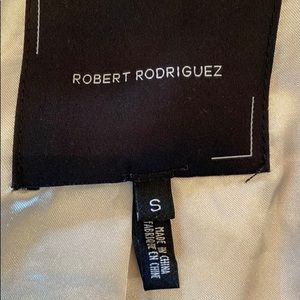 ROBERT RODRIGUEZ
S
MADE IN CHINA
FABRIQUÉ EN CHINE